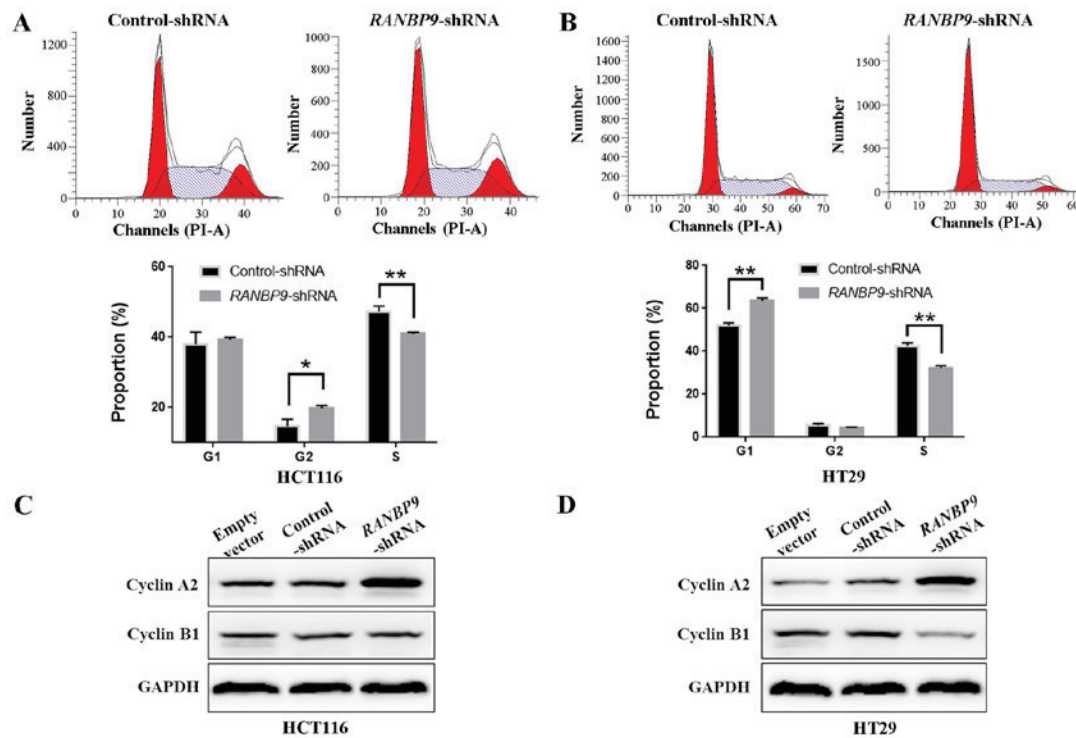 A
Control-shRNA
RANBP9-shRNA
1200
900
600
300
0
Number
0 10 20 30 40
Channels (PI-A)
1000
800
600
400
200
0
Number
0 10 20 30 40
Channels (PI-A)
60
40
20
Proportion (%)
Control-shRNA
RANBP9-shRNA
*
**
G1 G2 S
HCT116
B
Control-shRNA
RANBP9-shRNA
1600
1400
1200
1000
800
600
400
200
0
Number
0 10 20 30 40 50 60 70
Channels (PI-A)
1500
1000
500
0
Number
0 10 20 30 40 50 60
Channels (PI-A)
80
60
40
20
0
Proportion (%)
Control-shRNA
RANBP9-shRNA
**
**
G1 G2 S
HT29
C
Empty
vector
Control
-shRNA
RANBP9
-shRNA
Cyclin A2
Cyclin B1
GAPDH
HCT116
D
Empty
vector
Control
-shRNA
RANBP9
-shRNA
Cyclin A2
Cyclin B1
GAPDH
HT29